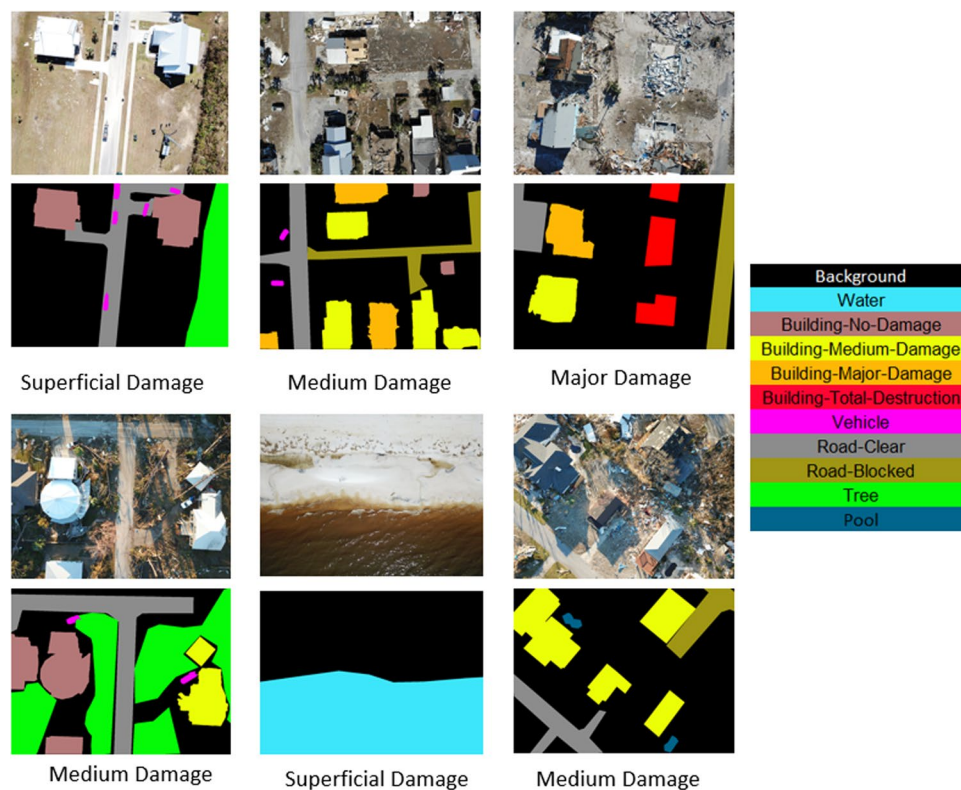 Superficial Damage
Medium Damage
Major Damage
Background
Water
Building-No-Damage
Building-Medium-Damage
Building-Major-Damage
Building-Total-Destruction
Vehicle
Road-Clear
Road-Blocked
Tree
Pool
Medium Damage
Superficial Damage
Medium Damage